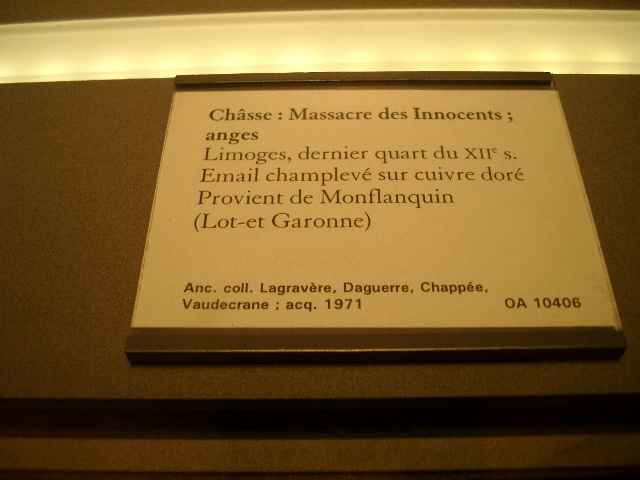 Châsse : Massacre des Innocents ;
anges
Limoges, dernier quart du XIIe s.
Email champlevé sur cuivre doré
Provient de Monflanquin
(Lot-et Garonne)
Anc. coll. Lagravère, Daguerre, Chappée,
Vaudecrane ; acq. 1971 OA 10406